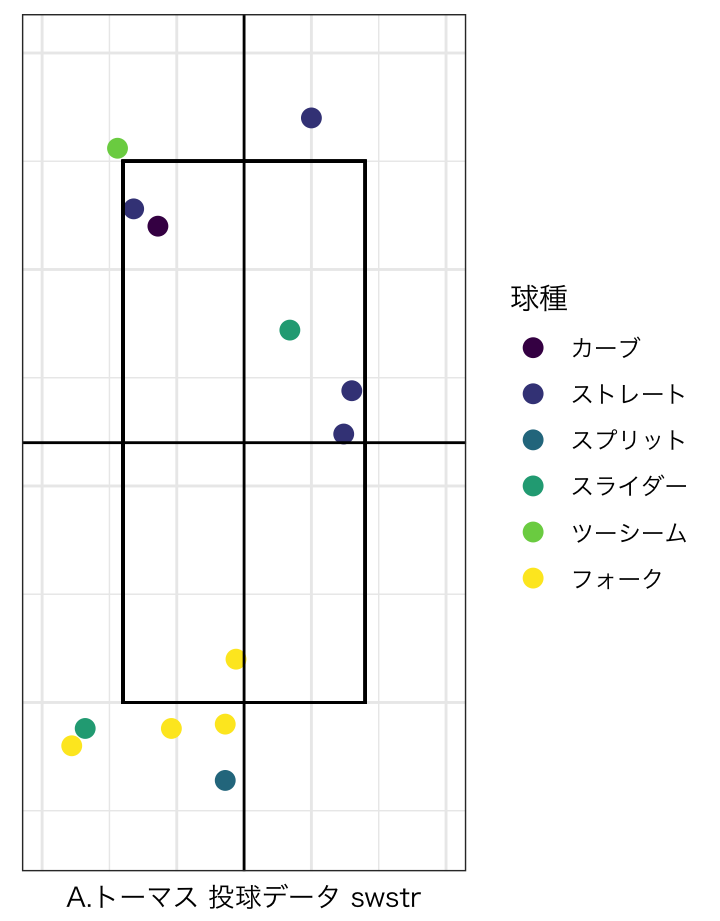 球種
カーブ
ストレート
スプリット
スライダー
ツーシーム
フォーク
A.トーマス 投球データ swstr